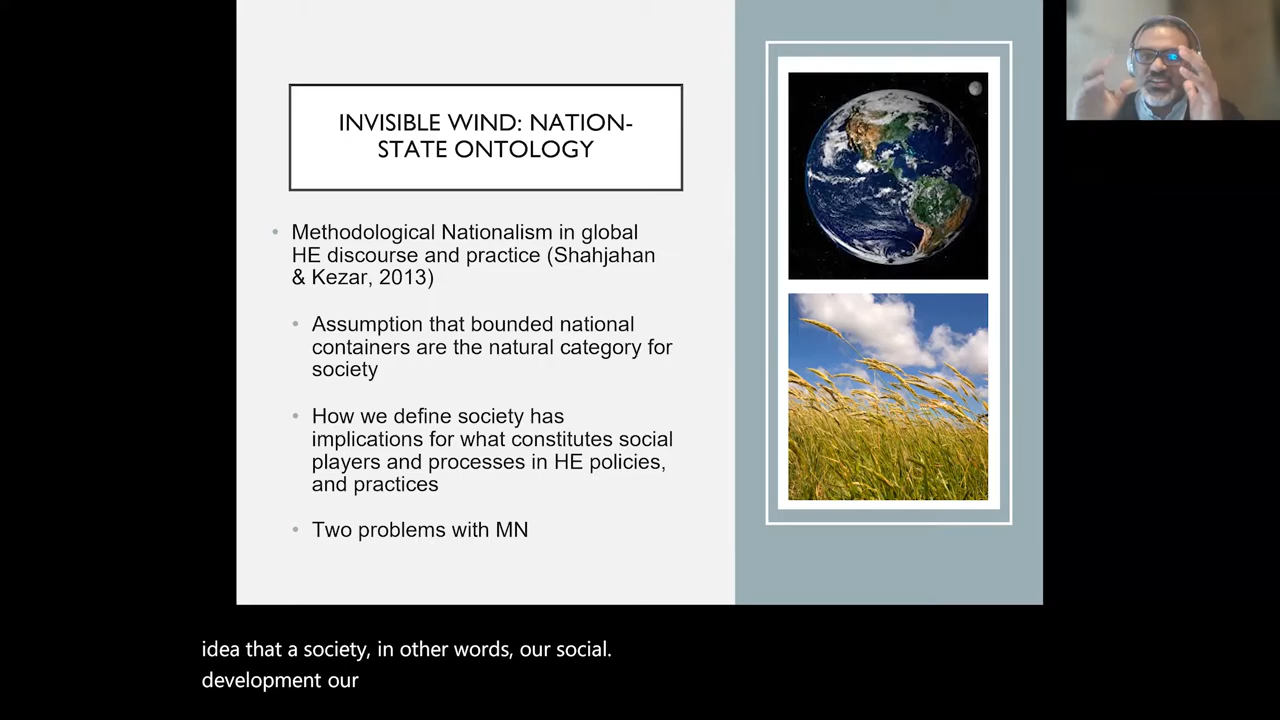 INVISIBLE WIND: NATION-
STATE ONTOLOGY
• Methodological Nationalism in global
HE discourse and practice (Shahjahan
& Kezar, 2013)
• Assumption that bounded national
containers are the natural category for
society
• How we define society has
implications for what constitutes social
players and processes in HE policies,
and practices
• Two problems with MN
idea that a society, in other words, our social.
development our